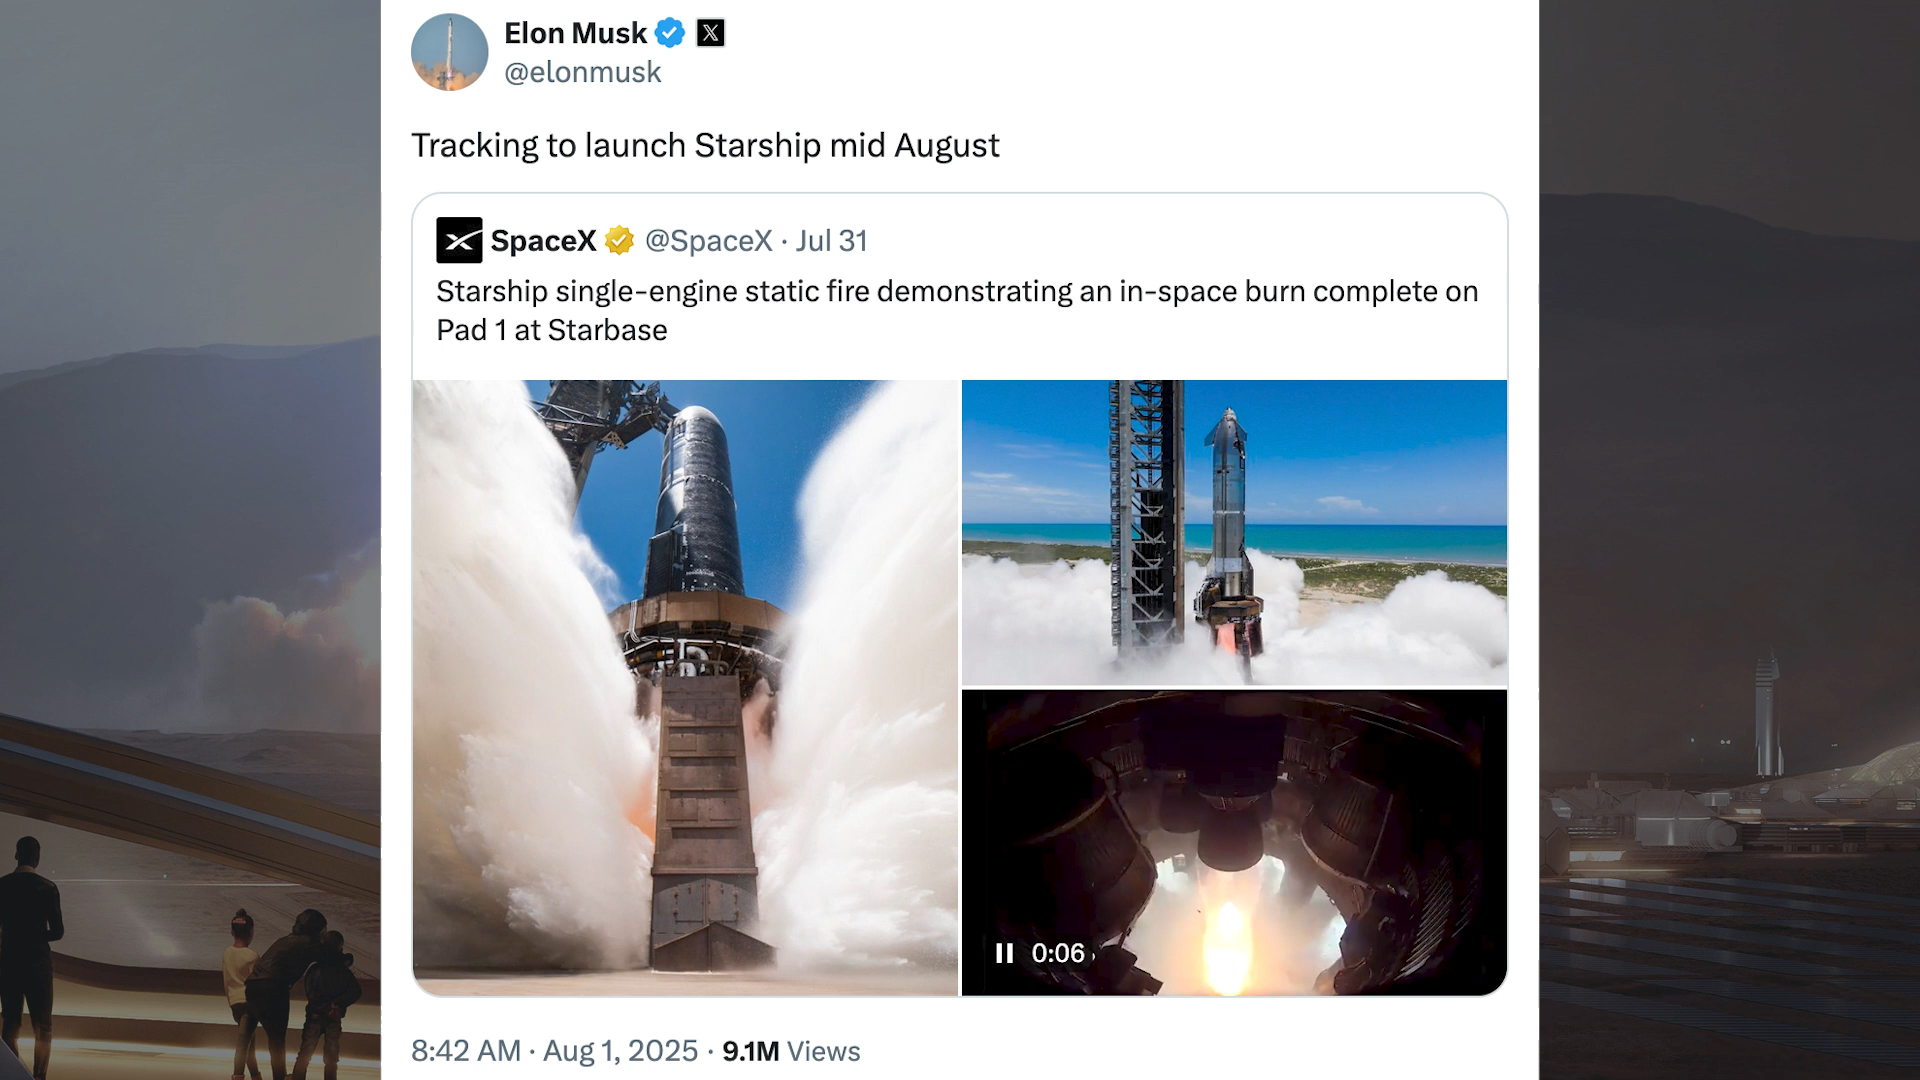 Elon Musk
@elonmusk
Tracking to launch Starship mid August
SpaceX @SpaceX · Jul 31
Starship single-engine static fire demonstrating an in-space burn complete on
Pad 1 at Starbase
0:06
8:42 AM · Aug 1, 2025 · 9.1M Views